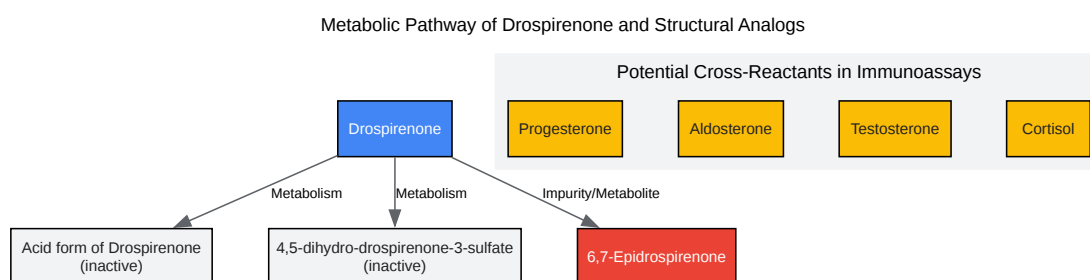 Metabolic Pathway of Drospirenone and Structural Analogs
Potential Cross-Reactants in Immunoassays
Drospirenone
Progesterone
Aldosterone
Testosterone
Cortisol
Metabolism
Metabolism
Impurity/Metabolite
Acid form of Drospirenone
(inactive)
4,5-dihydro-drospirenone-3-sulfate
(inactive)
6,7-Epidrospirenone